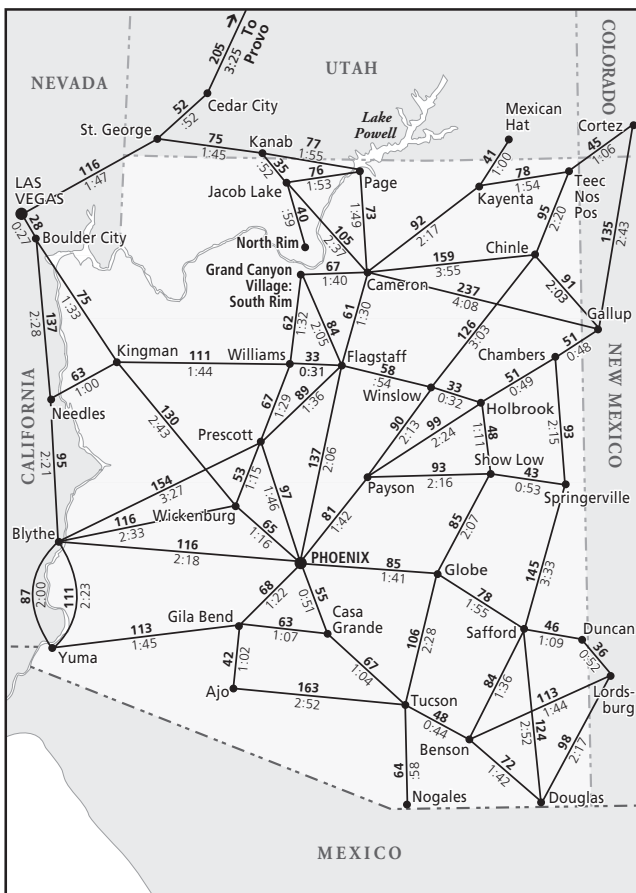 NEVADA
UTAH
COLORADO
205
3:25
To
Provo
52
:52
Cedar City
St. George
75
1:45
Kanab
77
1:55
Lake
Powell
Mexican
Hat
Cortez
45
1:06
116
1:47
:52
35
76
1:53
Jacob Lake
Page
41
1:00
78
1:54
Kayenta
Teec
Nos
Pos
LAS
VEGAS
28
0:27
Boulder City
40
:59
North Rim
105
2:37
73
1:49
92
2:17
95
2:20
135
2:43
Chinle
Grand Canyon
Village:
South Rim
67
1:40
159
3:55
Cameron
237
4:08
91
2:03
Gallup
75
1:33
137
2:28
62
1:32
84
2:05
61
1:30
126
3:03
Chambers
51
0:48
Kingman
111
1:44
Williams
33
0:31
Flagstaff
58
:54
Winslow
33
0:32
51
0:49
Holbrook
63
1:00
Needles
130
2:43
67
1:29
89
1:36
90
2:13
99
2:24
48
1:11
93
2:15
NEW MEXICO
CALIFORNIA
95
2:21
Prescott
53
1:15
97
1:46
137
2:06
Payson
93
2:16
Show Low
43
0:53
Springerville
154
3:27
116
2:33
Wickenburg
65
1:16
81
1:42
Blythe
116
2:18
PHOENIX
85
1:41
85
2:07
Globe
145
3:33
87
2:00
111
2:23
68
1:22
55
0:57
Casa
Grande
78
1:55
Gila Bend
113
1:45
63
1:07
106
2:28
Safford
46
1:09
Duncan
36
0:52
Yuma
42
1:02
67
1:04
84
1:36
113
1:44
Lords-
burg
Ajo
163
2:52
Tucson
48
0:44
Benson
124
2:52
98
2:17
64
:58
72
1:42
Nogales
Douglas
MEXICO